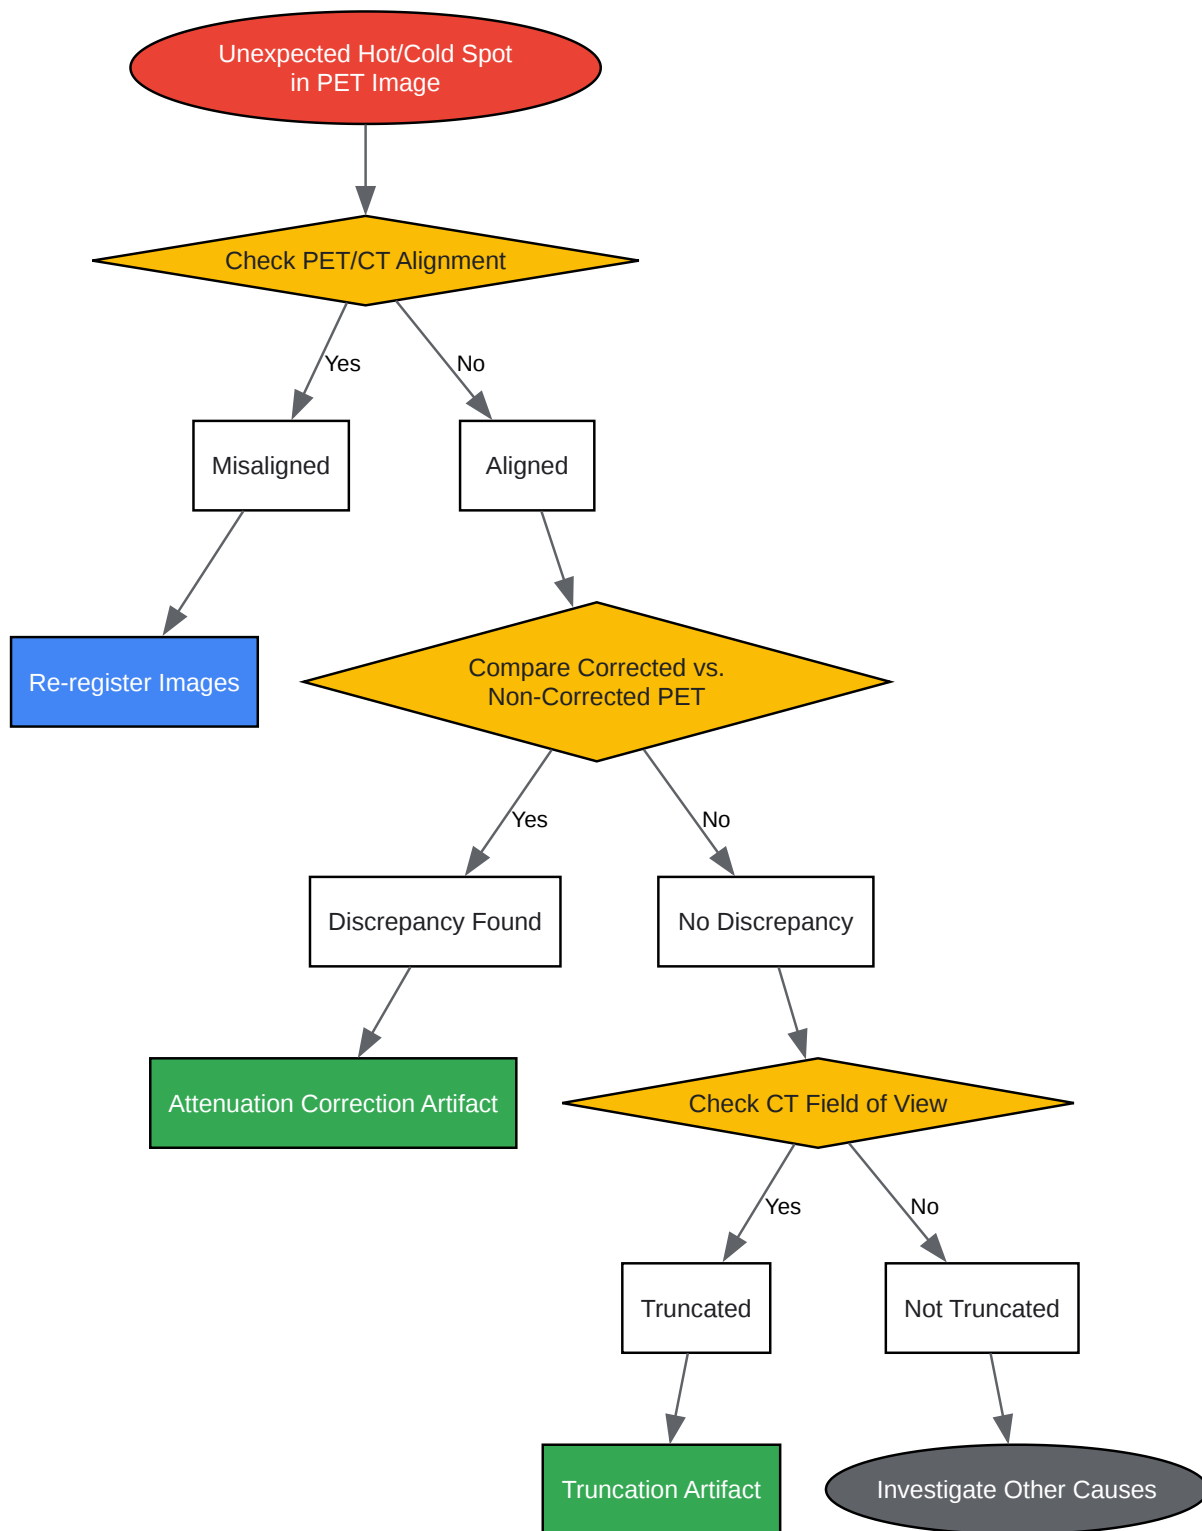 Unexpected Hot/Cold Spot
in PET Image
Check PET/CT Alignment
Yes
No
Misaligned
Aligned
Re-register Images
Compare Corrected vs.
Non-Corrected PET
Yes
No
Discrepancy Found
No Discrepancy
Attenuation Correction Artifact
Check CT Field of View
Yes
No
Truncated
Not Truncated
Truncation Artifact
Investigate Other Causes